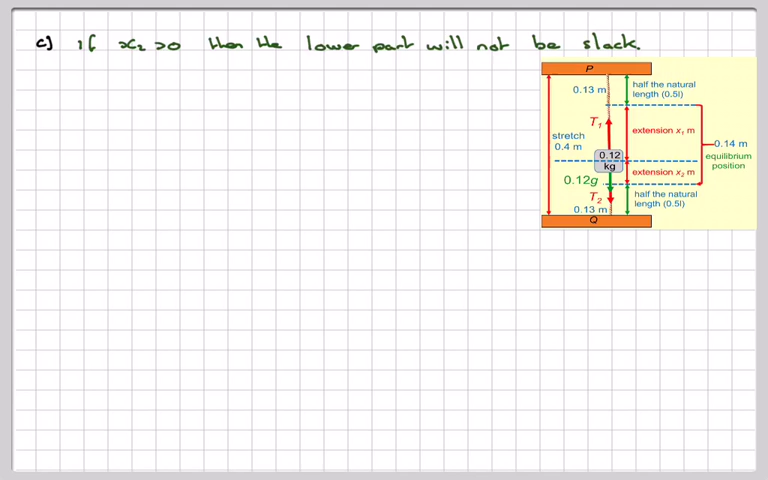 c) if x₂ >0 then the lower part will not be slack.
P
0.13 m
half the natural
length (0.5l)
T₁
extension x₁ m
stretch
0.4 m
0.12
kg
0.14 m
equilibrium
position
extension x₂ m
0.12g
T₂
half the natural
length (0.5l)
0.13 m
Q